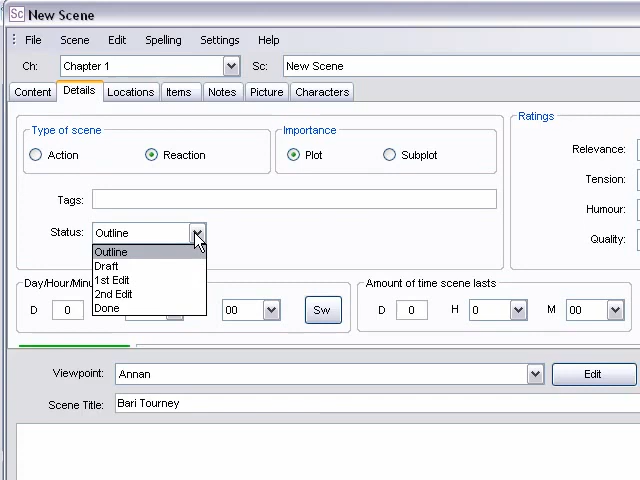 Sc New Scene
File Scene Edit Spelling Settings Help
Ch: Chapter 1 Sc: New Scene
Content Details Locations Items Notes Picture Characters
Type of scene Importance Ratings
Action Reaction Plot Subplot Relevance:
Tension:
Tags:
Humour:
Status: Outline
Quality:
Outline
Draft
1st Edit
2nd Edit
Done
Day/Hour/Minu Amount of time scene lasts
D 0 00 Sw D 0 H 0 M 00
Viewpoint: Annan Edit
Scene Title: Bari Tourney